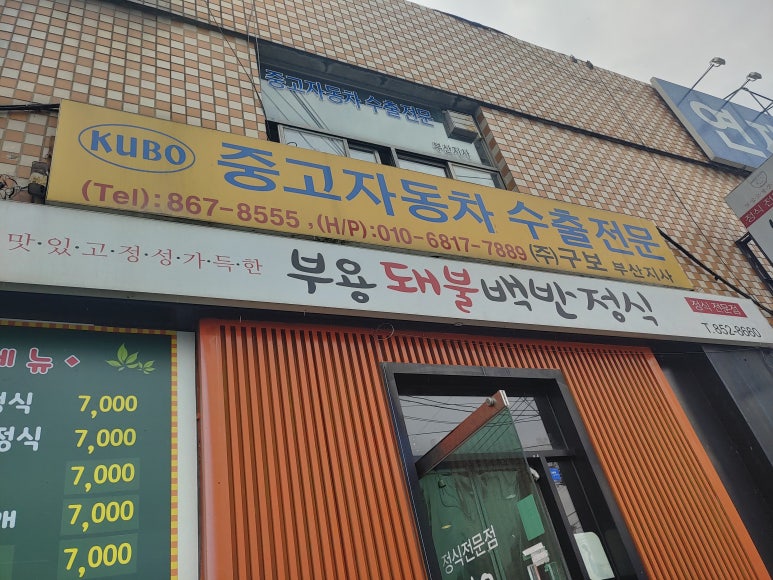 중고자동차 수출전문
부산지사
KUBO 중고자동차 수출전문
(Tel): 867-8555 , (H/P): 010-6817-7889 (주)구보 부산지사
맛·있·고·정·성·가·득·한 부용 돼불백반정식 정식전문점
T.852-8660
메뉴
정식 7,000
정식 7,000
7,000
7,000
7,000
정식전문점